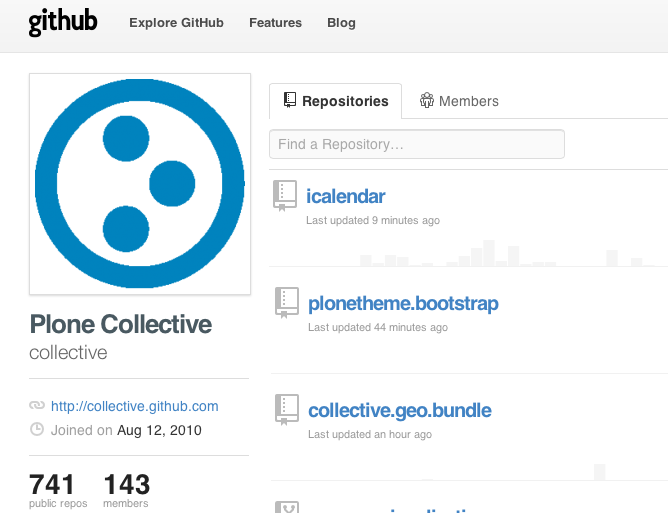 github
Explore GitHub Features Blog
Repositories Members
Find a Repository...
icalendar
Last updated 9 minutes ago
plonetheme.bootstrap
Last updated 44 minutes ago
collective.geo.bundle
Last updated an hour ago
Plone Collective
collective
http://collective.github.com
Joined on Aug 12, 2010
741 143
public repos members